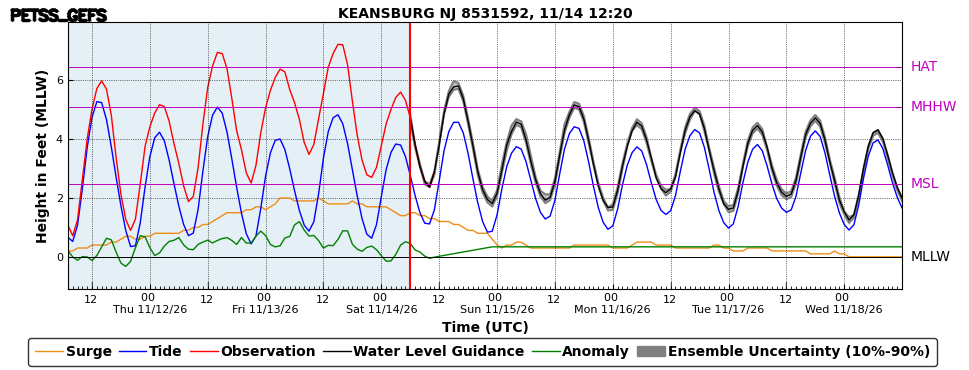 PETSS_GEFS
KEANSBURG NJ 8531592, 11/14 12:20
Height in Feet (MLLW)
6
4
2
0
HAT
MHHW
MSL
MLLW
12 00 12 00 12 00 12 00 12 00 12 00 12 00
Thu 11/12/26 Fri 11/13/26 Sat 11/14/26 Sun 11/15/26 Mon 11/16/26 Tue 11/17/26 Wed 11/18/26
Time (UTC)
Surge Tide Observation Water Level Guidance Anomaly Ensemble Uncertainty (10%-90%)